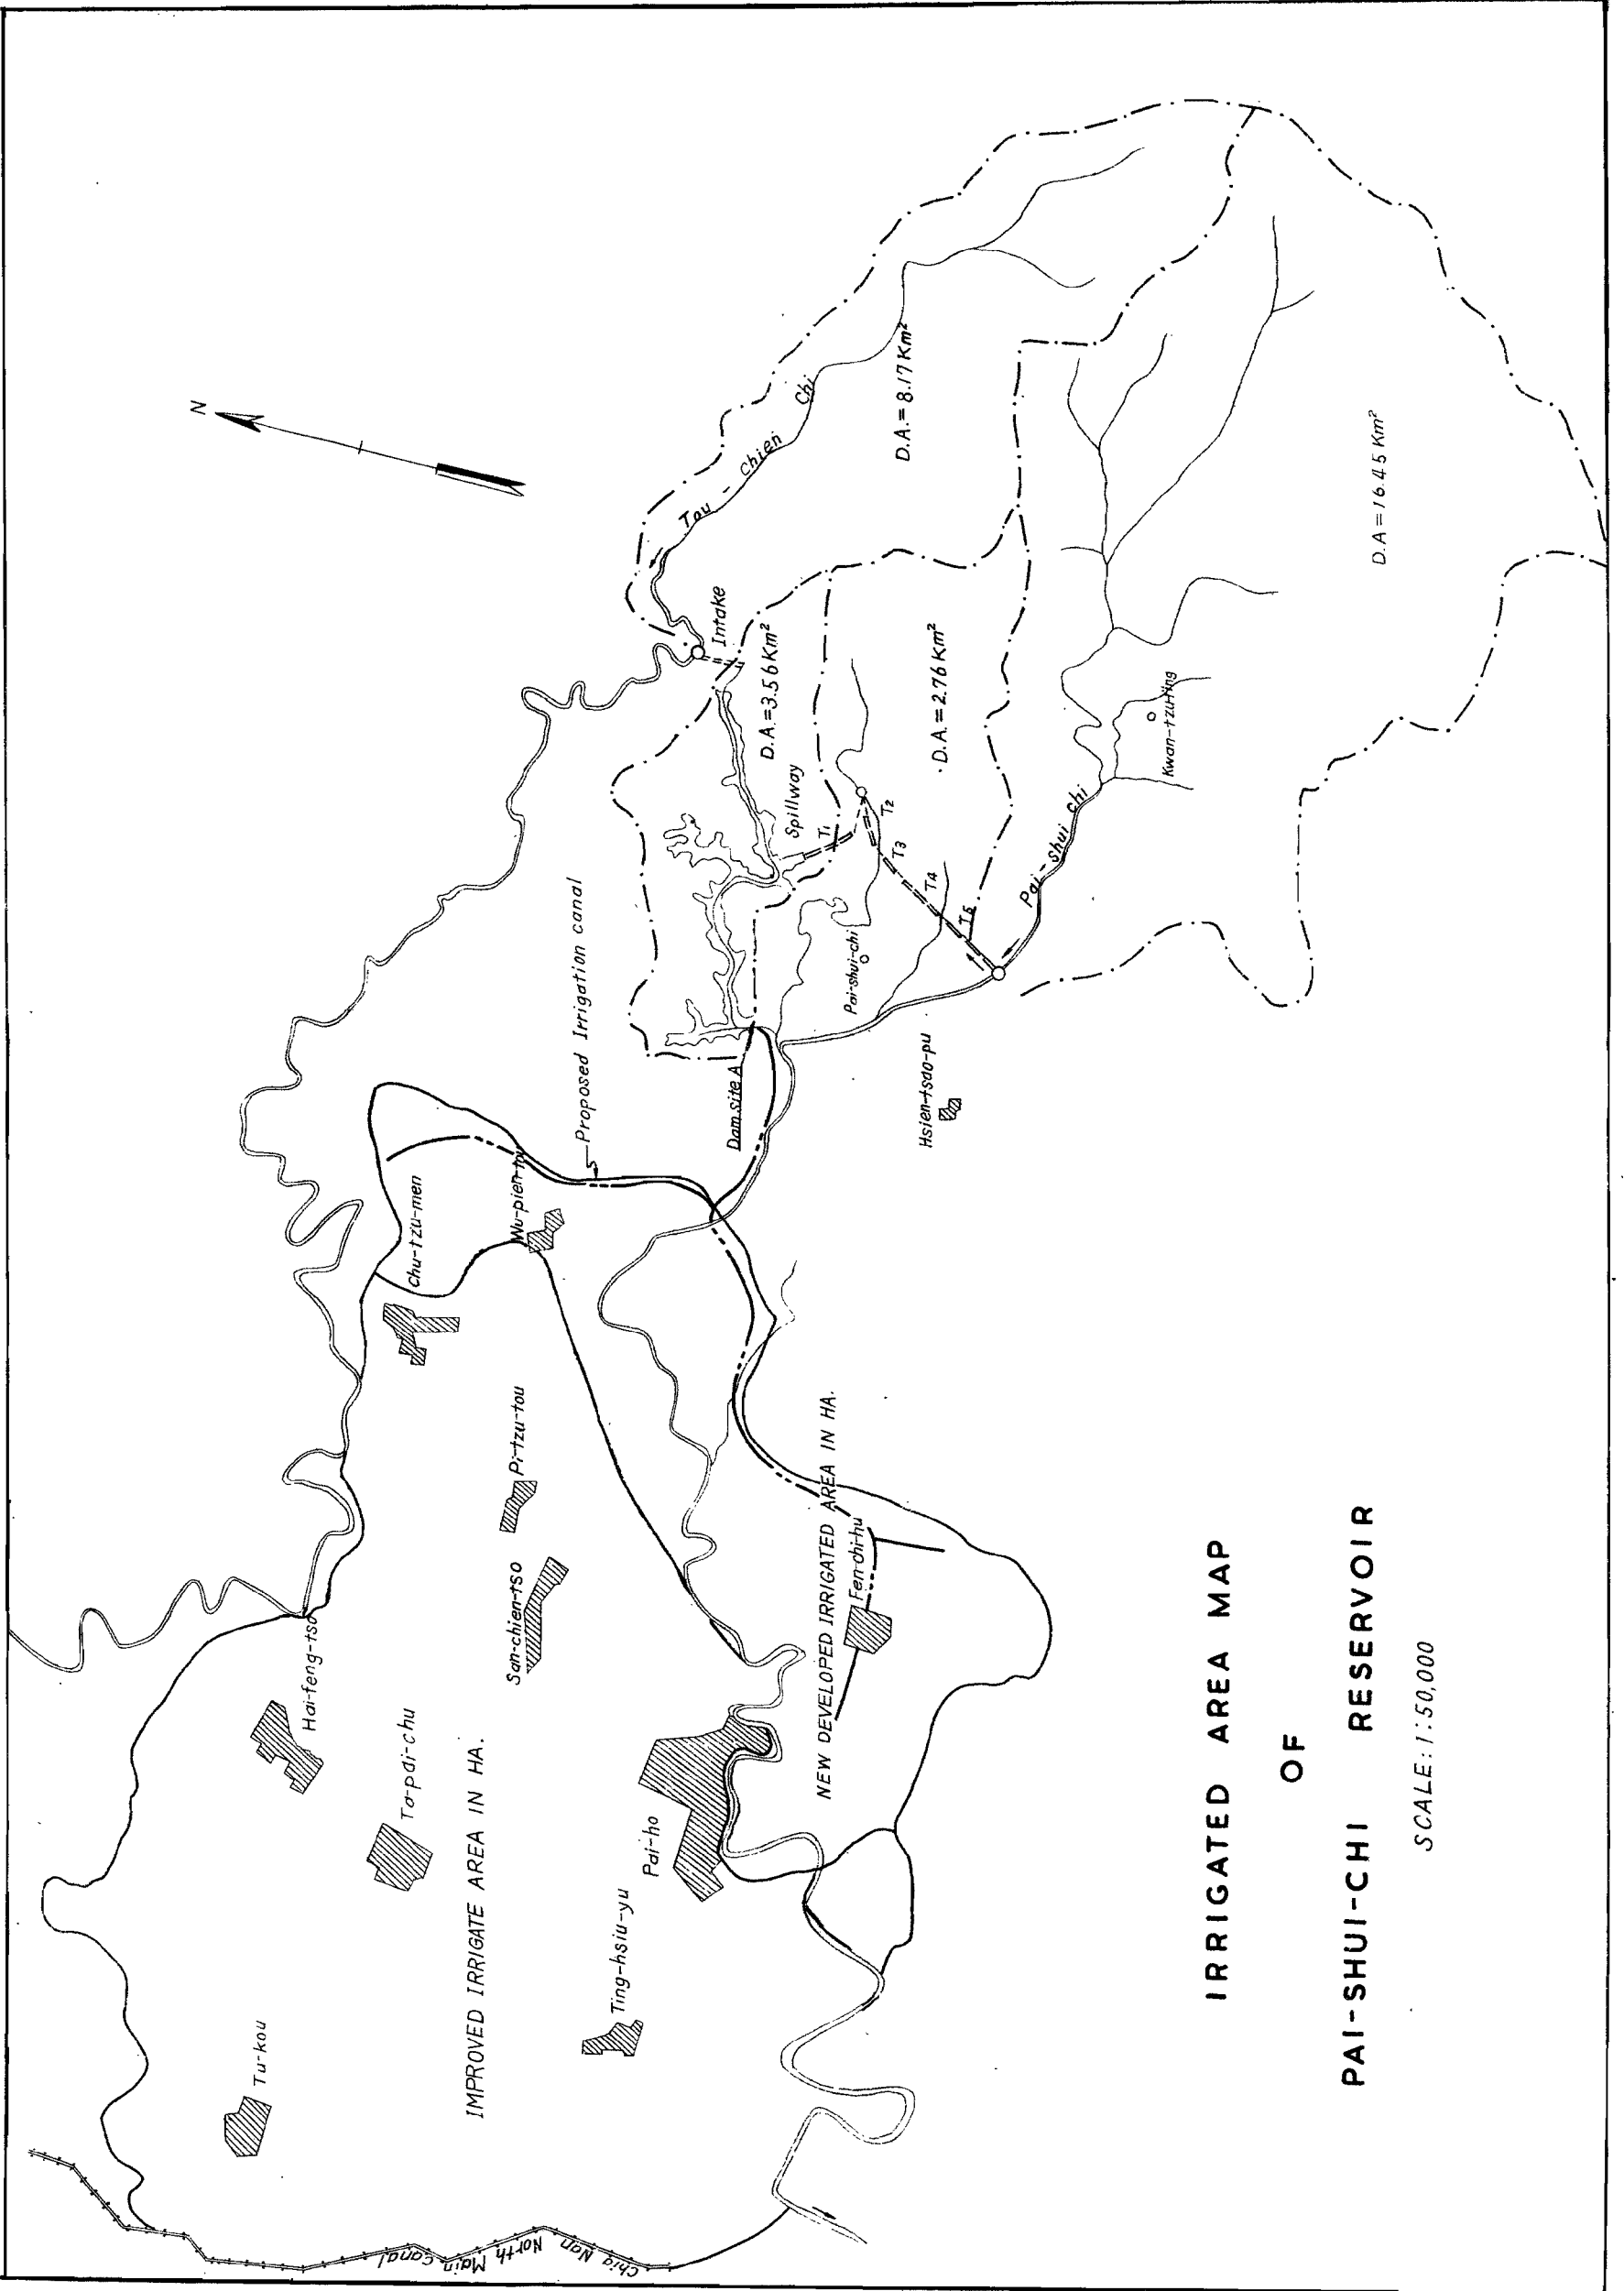 N
Tou - Chien Chi
D.A. = 8.17 Km²
Intake
D.A. = 3.56 Km²
Spillway
D.A. = 2.76 Km²
D.A = 16.45 Km²
T1
T2
T3
T4
T5
Kwan-tzu-ling
Pai-shui chi
Pai-shui-chi
Proposed Irrigation canal
Dam site A
Hsien-tsao-pu
Chu-tzu-men
Wu-pien-tou
Pi-tzu-tou
San-chien-tso
Hai-feng-tso
Ta-pai-chu
IMPROVED IRRIGATE AREA IN HA.
NEW DEVELOPED IRRIGATED AREA IN HA.
Fen-chi-hu
Pai-ho
Ting-hsiu-yu
Tu-kou
Chia Nan North Main Canal
IRRIGATED AREA MAP
OF
PAI-SHUI-CHI RESERVOIR
SCALE: 1:50,000